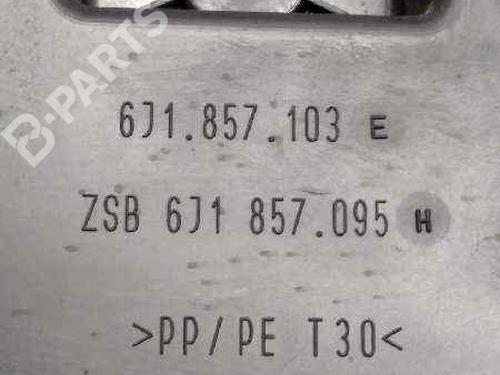 B-PARTS
6J1.857.103 E
ZSB 6J1 857.095 H
>PP/PE T30<